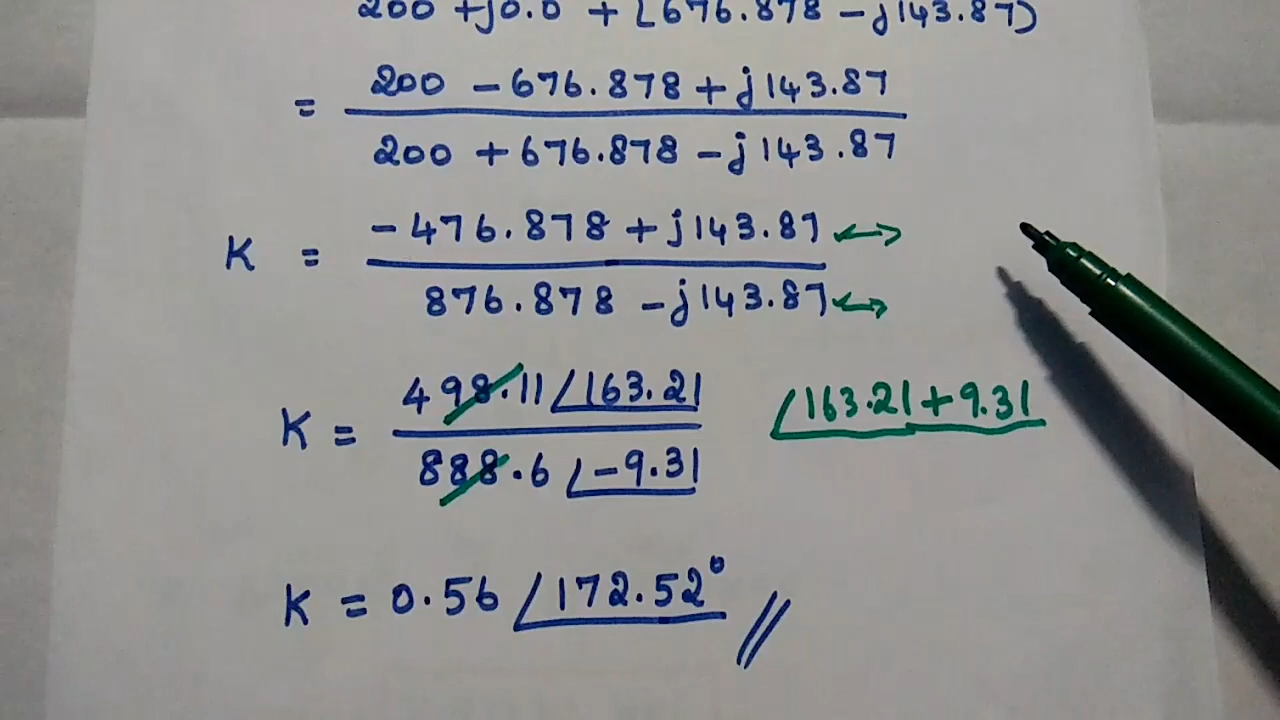 200 +j0.0 + [676.878 -j143.87)
= 200 - 676.878 + j143.87
200 + 676.878 - j143.87
K = -476.878 + j143.87 ↔
876.878 - j143.87 ↔
K = 498.11 ∠163.21 ∠163.21 + 9.31
888.6 ∠-9.31
K = 0.56 ∠172.52° //